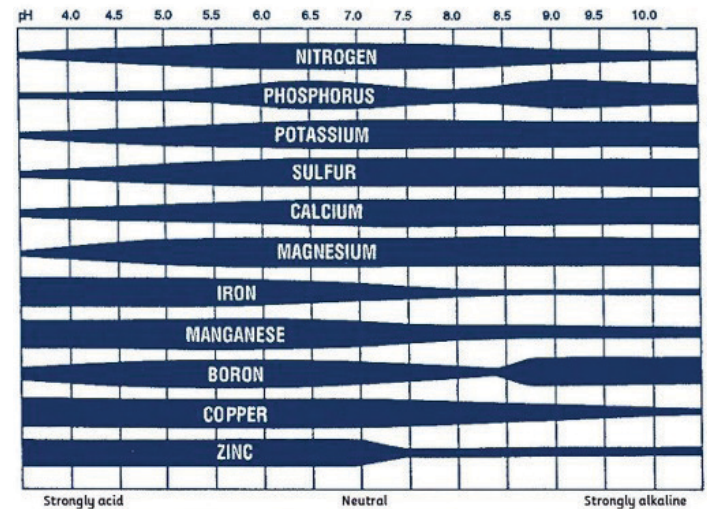 pH 4.0 4.5 5.0 5.5 6.0 6.5 7.0 7.5 8.0 8.5 9.0 9.5 10.0
NITROGEN
PHOSPHORUS
POTASSIUM
SULFUR
CALCIUM
MAGNESIUM
IRON
MANGANESE
BORON
COPPER
ZINC
Strongly acid Neutral Strongly alkaline